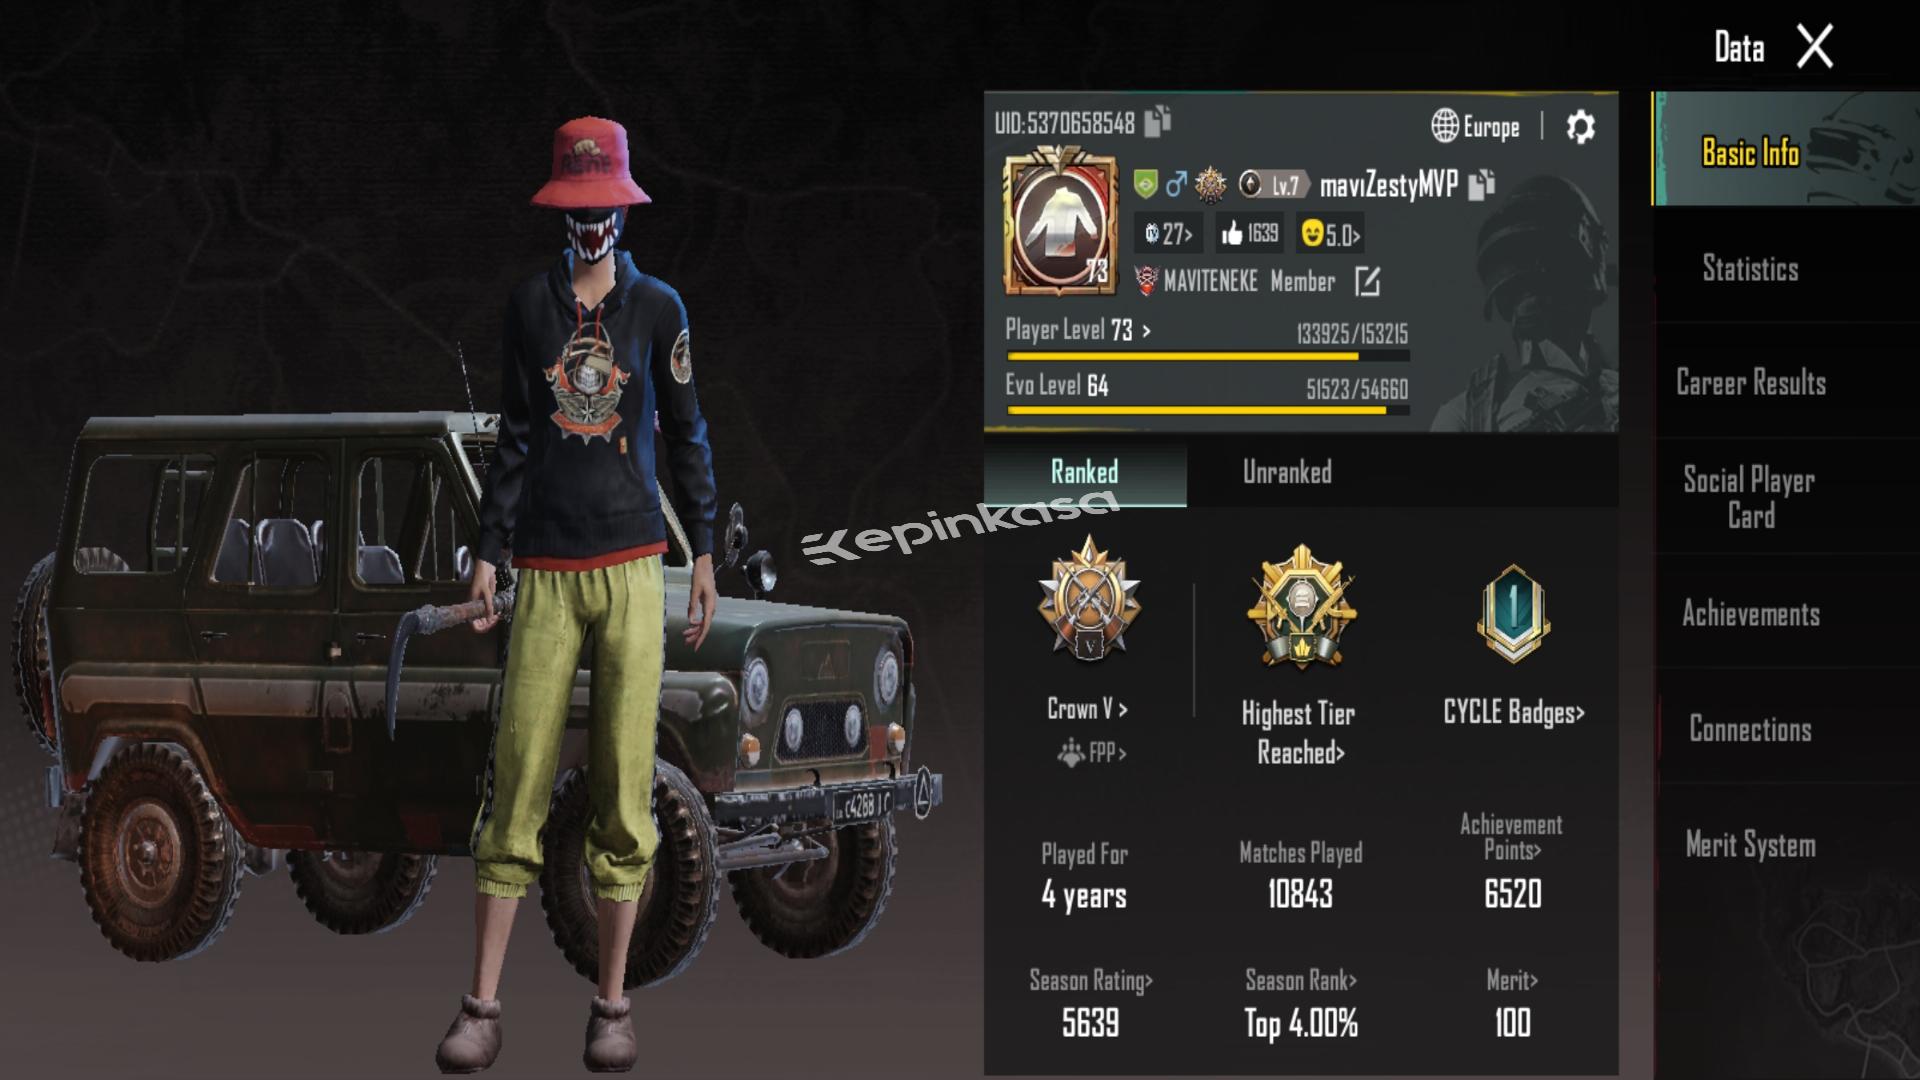 Data
UID:5370658548
Europe
Lv.7 maviZestyMVP
27> 1639 5.0>
MAVITENEKE Member
73
Player Level 73 >
133925/153215
Evo Level 64
51523/54660
Ranked
Unranked
epinkasa
V
1
Crown V >
FPP >
Highest Tier
Reached>
CYCLE Badges>
Played For
4 years
Matches Played
10843
Achievement
Points>
6520
Season Rating>
5639
Season Rank>
Top 4.00%
Merit>
100
Basic Info
Statistics
Career Results
Social Player
Card
Achievements
Connections
Merit System